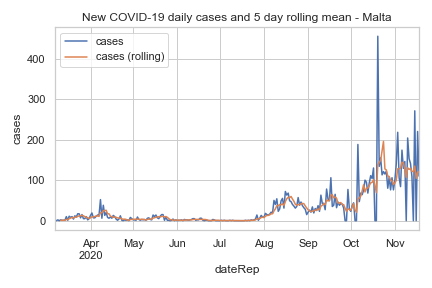 New COVID-19 daily cases and 5 day rolling mean - Malta
cases
cases (rolling)
400
300
200
100
0
cases
Apr
2020
May
Jun
Jul
Aug
Sep
Oct
Nov
dateRep